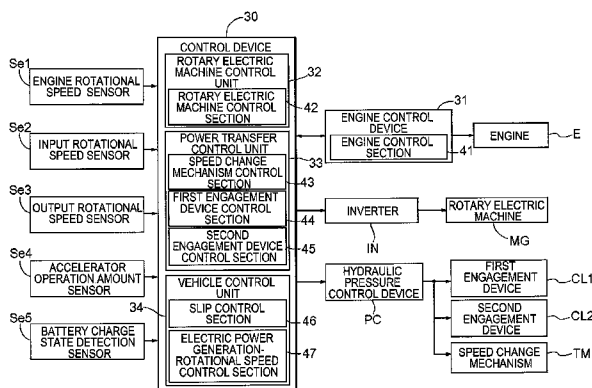 30
Se1
ENGINE ROTATIONAL
SPEED SENSOR
Se2
INPUT ROTATIONAL
SPEED SENSOR
Se3
OUTPUT ROTATIONAL
SPEED SENSOR
Se4
ACCELERATOR
OPERATION AMOUNT
SENSOR
Se5
BATTERY CHARGE
STATE DETECTION
SENSOR
CONTROL DEVICE
ROTARY ELECTRIC
MACHINE CONTROL
UNIT
32
ROTARY ELECTRIC
MACHINE CONTROL
SECTION
42
POWER TRANSFER
CONTROL UNIT
33
SPEED CHANGE
MECHANISM CONTROL
SECTION
43
FIRST ENGAGEMENT
DEVICE CONTROL
SECTION
44
SECOND
ENGAGEMENT DEVICE
CONTROL SECTION
45
34
VEHICLE CONTROL
UNIT
SLIP CONTROL
SECTION
46
ELECTRIC POWER
GENERATION-
ROTATIONAL SPEED
CONTROL SECTION
47
31
ENGINE CONTROL
DEVICE
ENGINE CONTROL
SECTION
41
ENGINE
E
INVERTER
IN
ROTARY ELECTRIC
MACHINE
MG
HYDRAULIC
PRESSURE
CONTROL DEVICE
PC
FIRST
ENGAGEMENT
DEVICE
CL1
SECOND
ENGAGEMENT
DEVICE
CL2
SPEED CHANGE
MECHANISM
TM